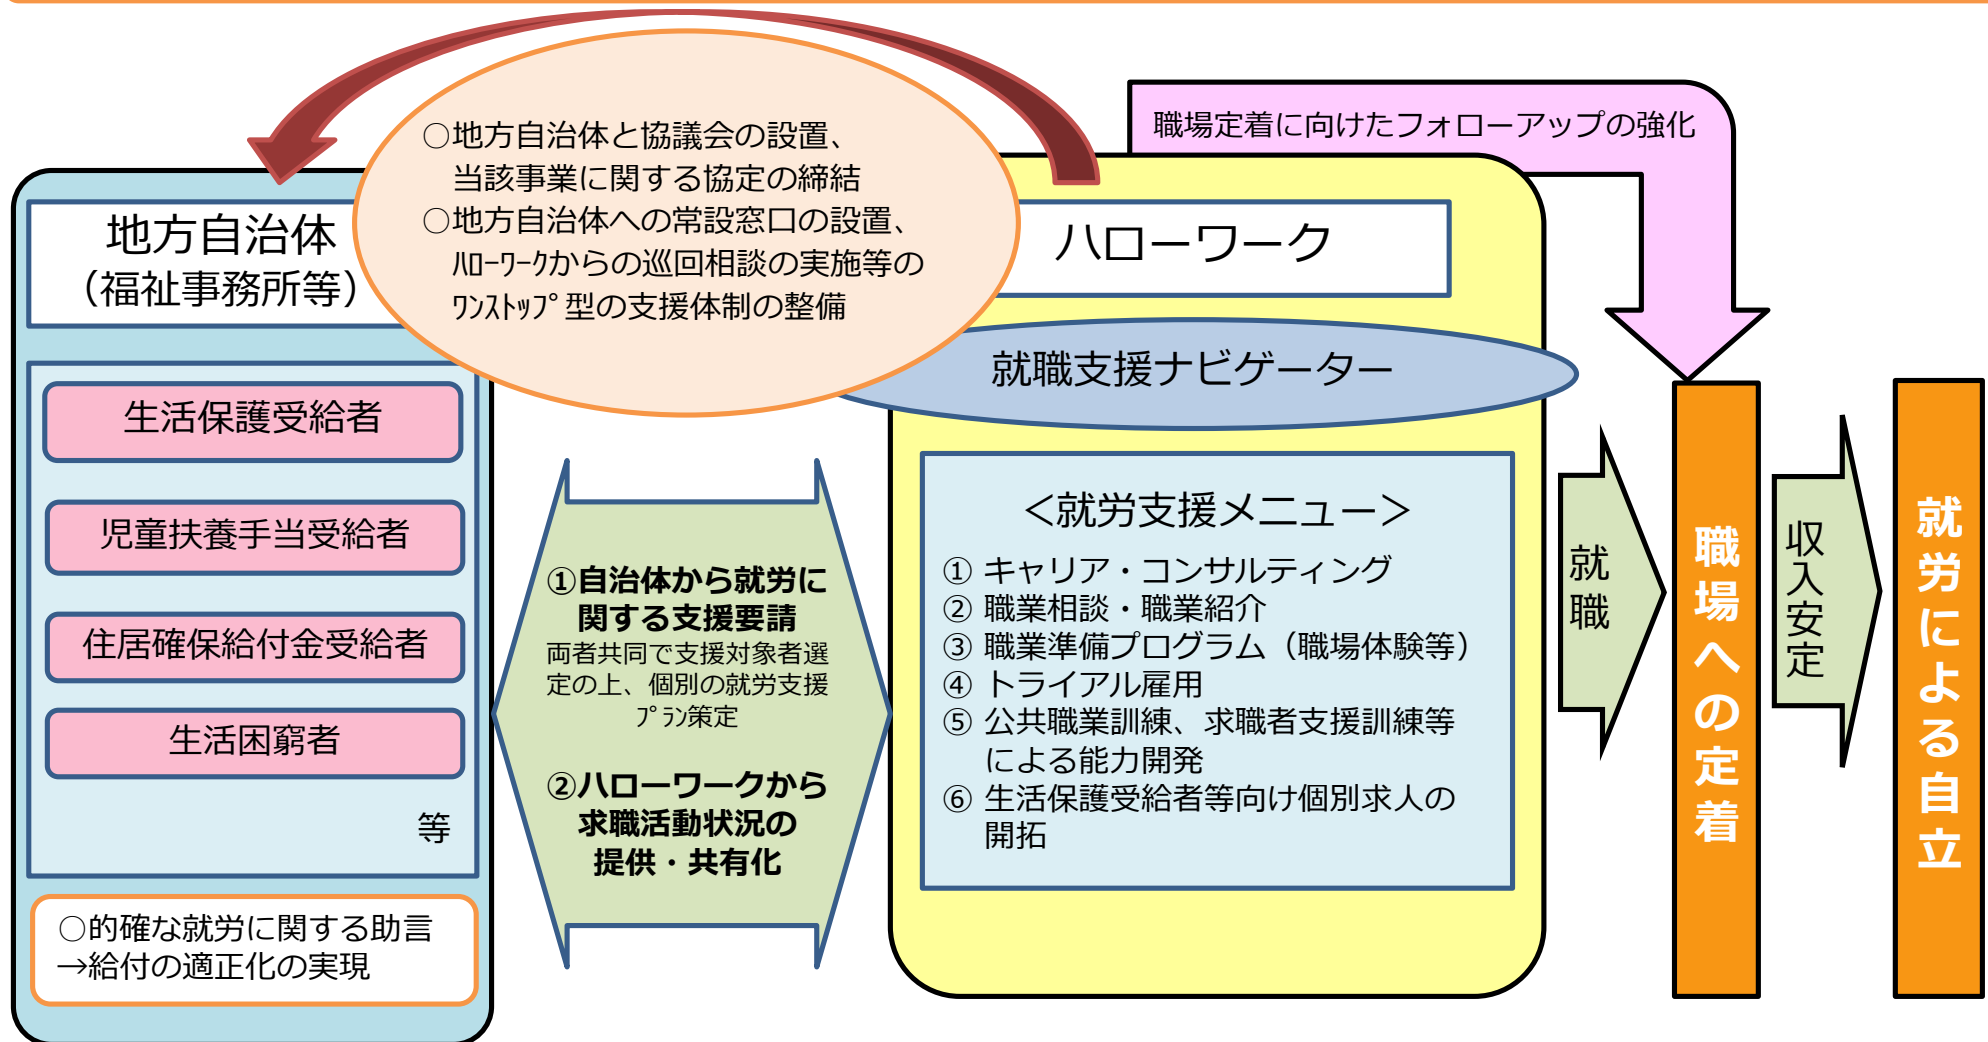 ○地方自治体と協議会の設置、
当該事業に関する協定の締結
○地方自治体への常設窓口の設置、
ﾊﾛｰﾜｰｸからの巡回相談の実施等の
ﾜﾝｽﾄｯﾌﾟ型の支援体制の整備
職場定着に向けたフォローアップの強化
地方自治体
（福祉事務所等）
生活保護受給者
児童扶養手当受給者
住居確保給付金受給者
生活困窮者
等
○的確な就労に関する助言
→給付の適正化の実現
①自治体から就労に
関する支援要請
両者共同で支援対象者選
定の上、個別の就労支援
ﾌﾟﾗﾝ策定
②ハローワークから
求職活動状況の
提供・共有化
ハローワーク
就職支援ナビゲーター
＜就労支援メニュー＞
① キャリア・コンサルティング
② 職業相談・職業紹介
③ 職業準備プログラム（職場体験等）
④ トライアル雇用
⑤ 公共職業訓練、求職者支援訓練等
による能力開発
⑥ 生活保護受給者等向け個別求人の
開拓
就職
職場への定着
収入安定
就労による自立